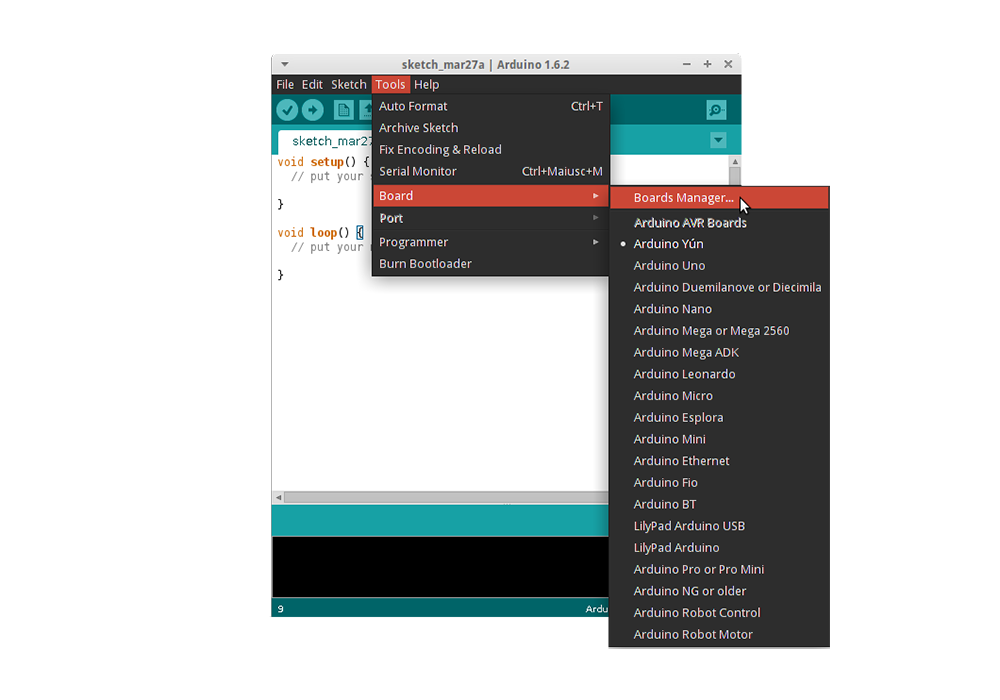 sketch_mar27a | Arduino 1.6.2
File Edit Sketch Tools Help
sketch_mar27
void setup() {
// put your
}
void loop() {
// put your
}
Auto Format Ctrl+T
Archive Sketch
Fix Encoding & Reload
Serial Monitor Ctrl+Maiusc+M
Board
Port
Programmer
Burn Bootloader
Boards Manager...
Arduino AVR Boards
Arduino Yún
Arduino Uno
Arduino Duemilanove or Diecimila
Arduino Nano
Arduino Mega or Mega 2560
Arduino Mega ADK
Arduino Leonardo
Arduino Micro
Arduino Esplora
Arduino Mini
Arduino Ethernet
Arduino Fio
Arduino BT
LilyPad Arduino USB
LilyPad Arduino
Arduino Pro or Pro Mini
Arduino NG or older
Arduino Robot Control
Arduino Robot Motor
9 Ardu